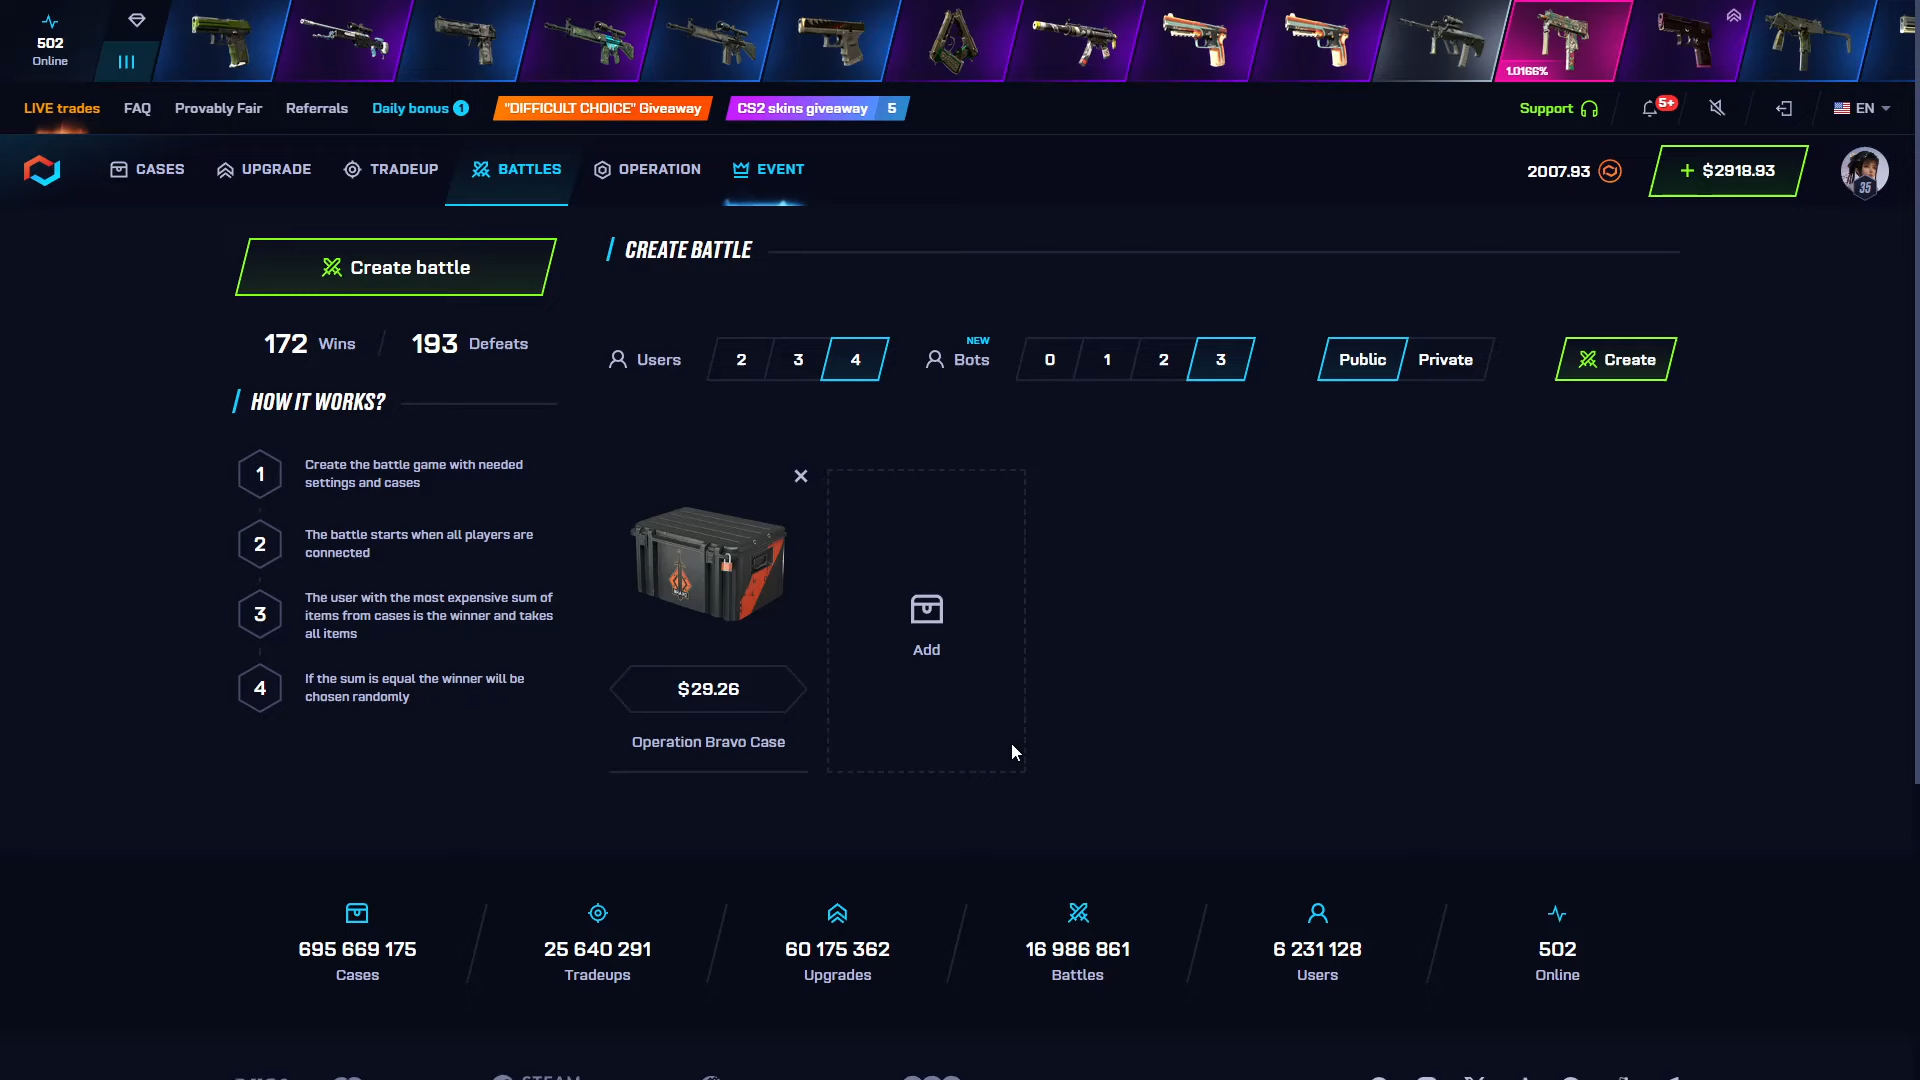 502
Online
1.0166%
LIVE trades
FAQ
Provably Fair
Referrals
Daily bonus 1
"DIFFICULT CHOICE" Giveaway
CS2 skins giveaway 5
Support
5+
EN
CASES
UPGRADE
TRADEUP
BATTLES
OPERATION
EVENT
2007.93
+ $2918.93
35
Create battle
172 Wins
193 Defeats
HOW IT WORKS?
1
Create the battle game with needed
settings and cases
2
The battle starts when all players are
connected
3
The user with the most expensive sum of
items from cases is the winner and takes
all items
4
If the sum is equal the winner will be
chosen randomly
CREATE BATTLE
Users
2
3
4
NEW
Bots
0
1
2
3
Public
Private
Create
$29.26
Operation Bravo Case
Add
695 669 175
Cases
25 640 291
Tradeups
60 175 362
Upgrades
16 986 861
Battles
6 231 128
Users
502
Online
STEAM